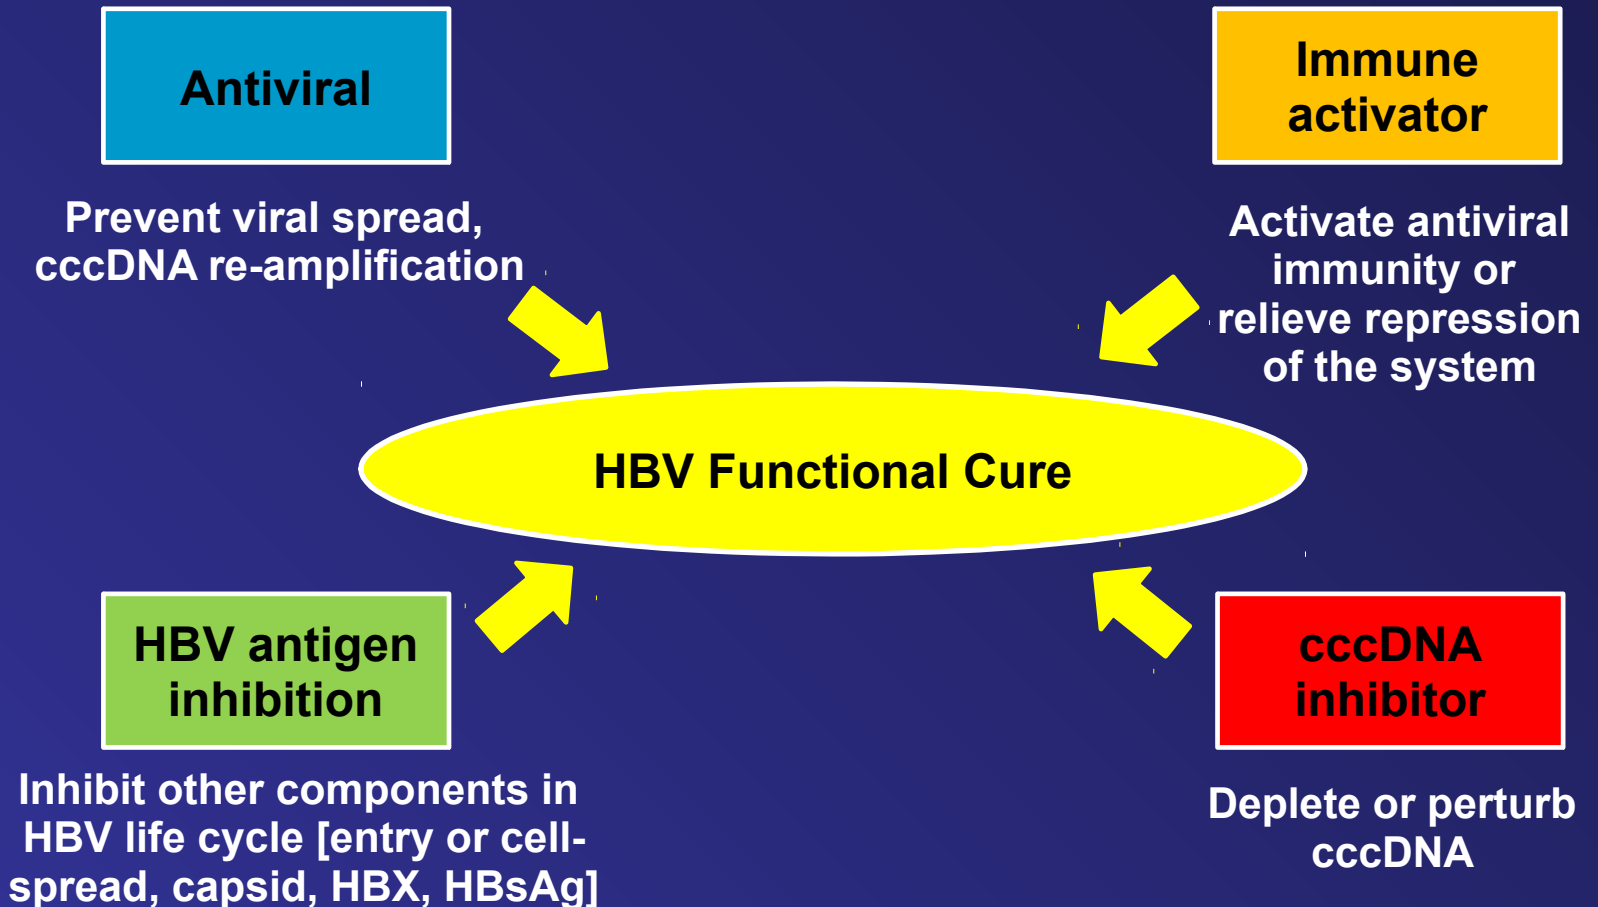 Antiviral
Prevent viral spread,
cccDNA re-amplification
Immune
activator
Activate antiviral
immunity or
relieve repression
of the system
HBV Functional Cure
HBV antigen
inhibition
Inhibit other components in
HBV life cycle [entry or cell-
spread, capsid, HBX, HBsAg]
cccDNA
inhibitor
Deplete or perturb
cccDNA